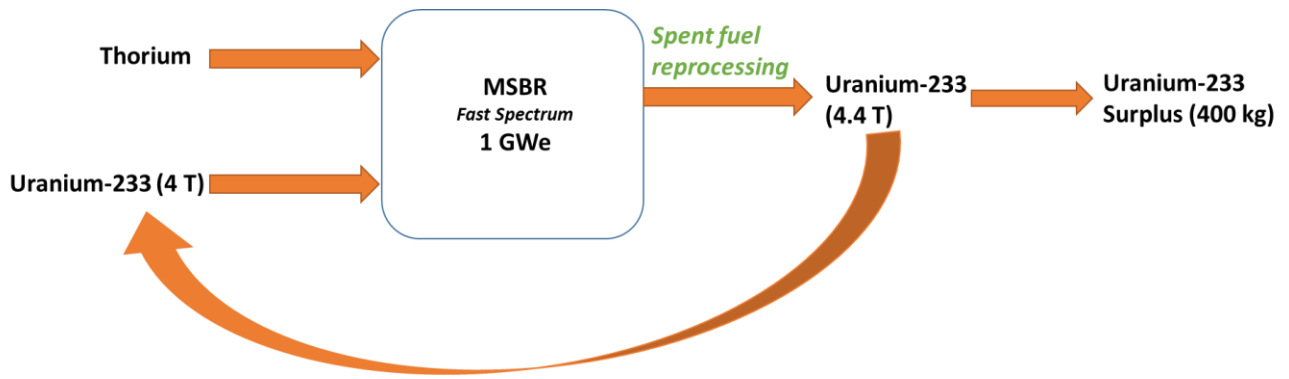 Thorium
Uranium-233 (4 T)
MSBR
Fast Spectrum
1 GWe
Spent fuel
reprocessing
Uranium-233
(4.4 T)
Uranium-233
Surplus (400 kg)